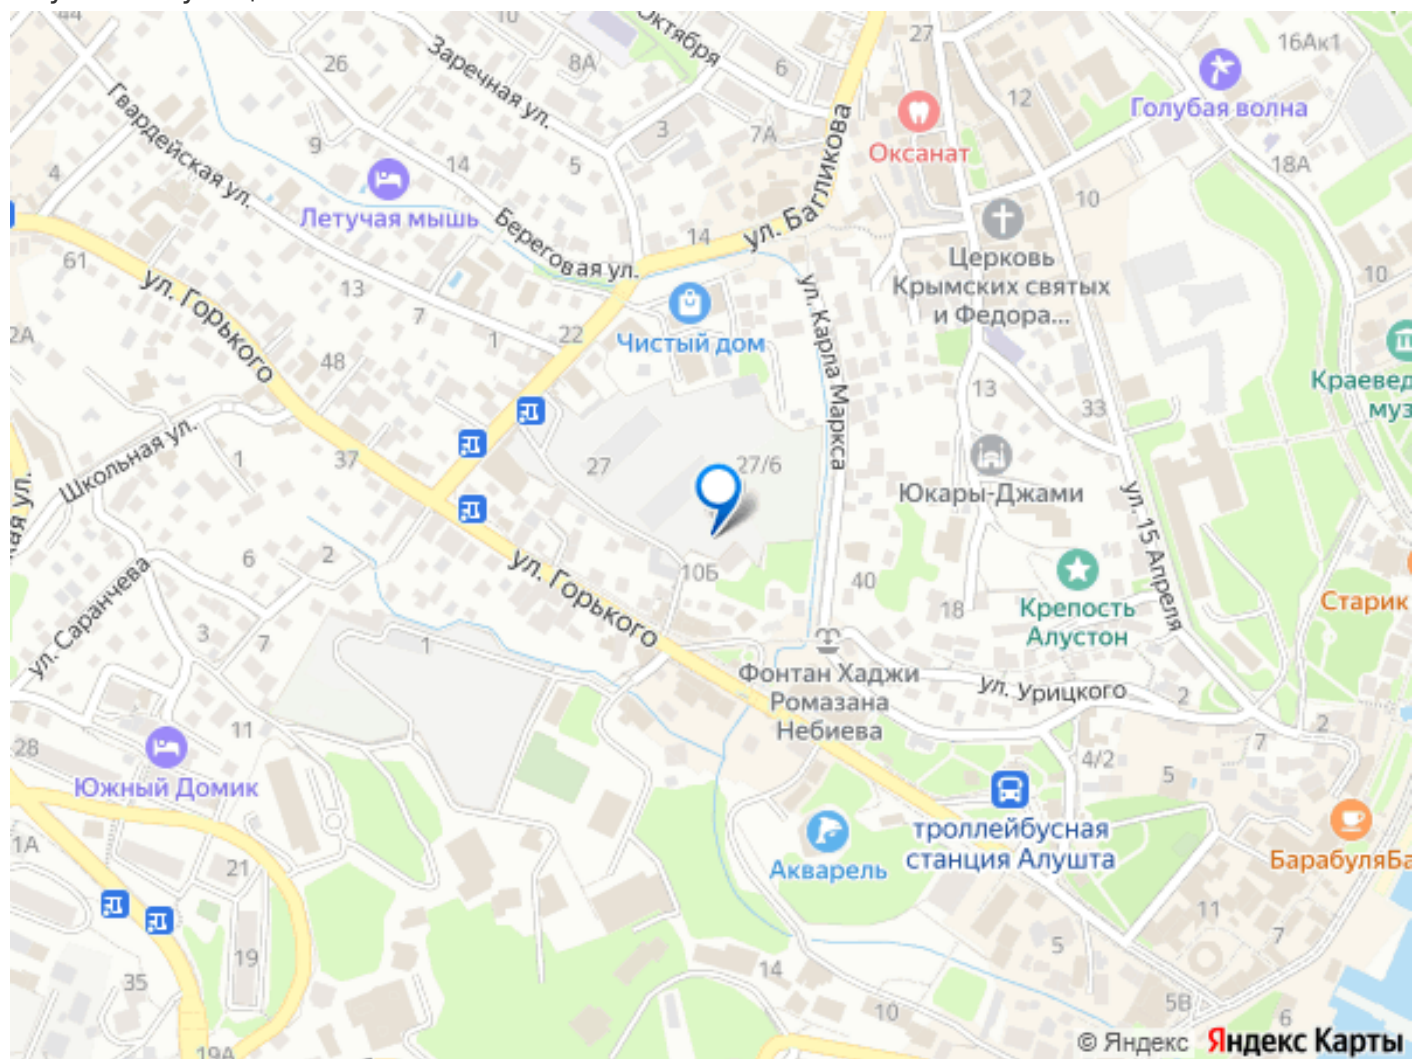 44
10
Октября
27
16Ак1
Заречная ул.
8А
26
6
12
Голубая волна
Гвардейская ул.
9
3
7А
Оксанат
14
5
18А
4
ул. Багликова
10
Летучая мышь
Береговая ул.
14
Церковь
Крымских святых
и Федора...
61
10
ул. Горького
13
7
1
22
Чистый дом
ул. Карла Маркса
2А
48
13
33
Школьная ул.
1
37
27
27/6
Юкары-Джами
ул. 15 Апреля
6
2
ул. Горького
10Б
40
18
Крепость
Алустон
Старик
ул. Саранчева
3
7
1
Фонтан Хаджи
Ромазана
Небиева
ул. Урицкого
2
2
7
11
28
Южный Домик
4/2
5
троллейбусная
станция Алушта
1А
21
Акварель
11
7
5
19
35
14
10
5В
6
19А
© Яндекс Яндекс Карты